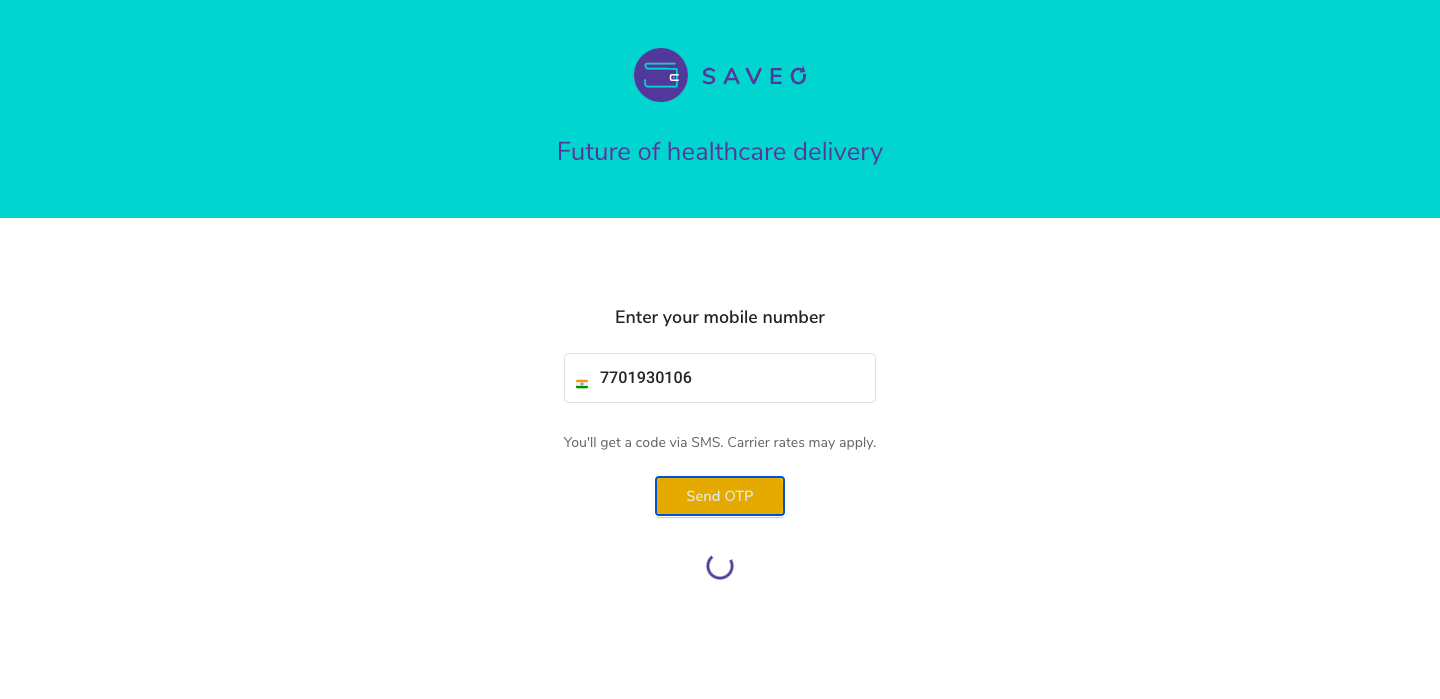 SAVEO
Future of healthcare delivery
Enter your mobile number
7701930106
You'll get a code via SMS. Carrier rates may apply.
Send OTP